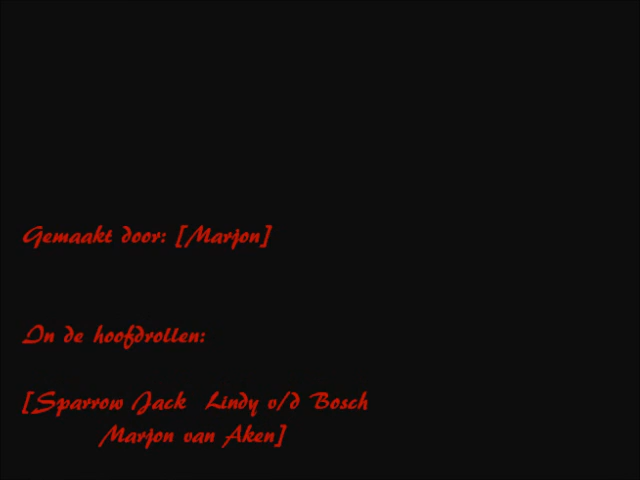 Gemaakt door: [Marjon]
In de hoofdrollen:
[Sparrow Jack Lindy v/d Bosch
Marjon van Aken]